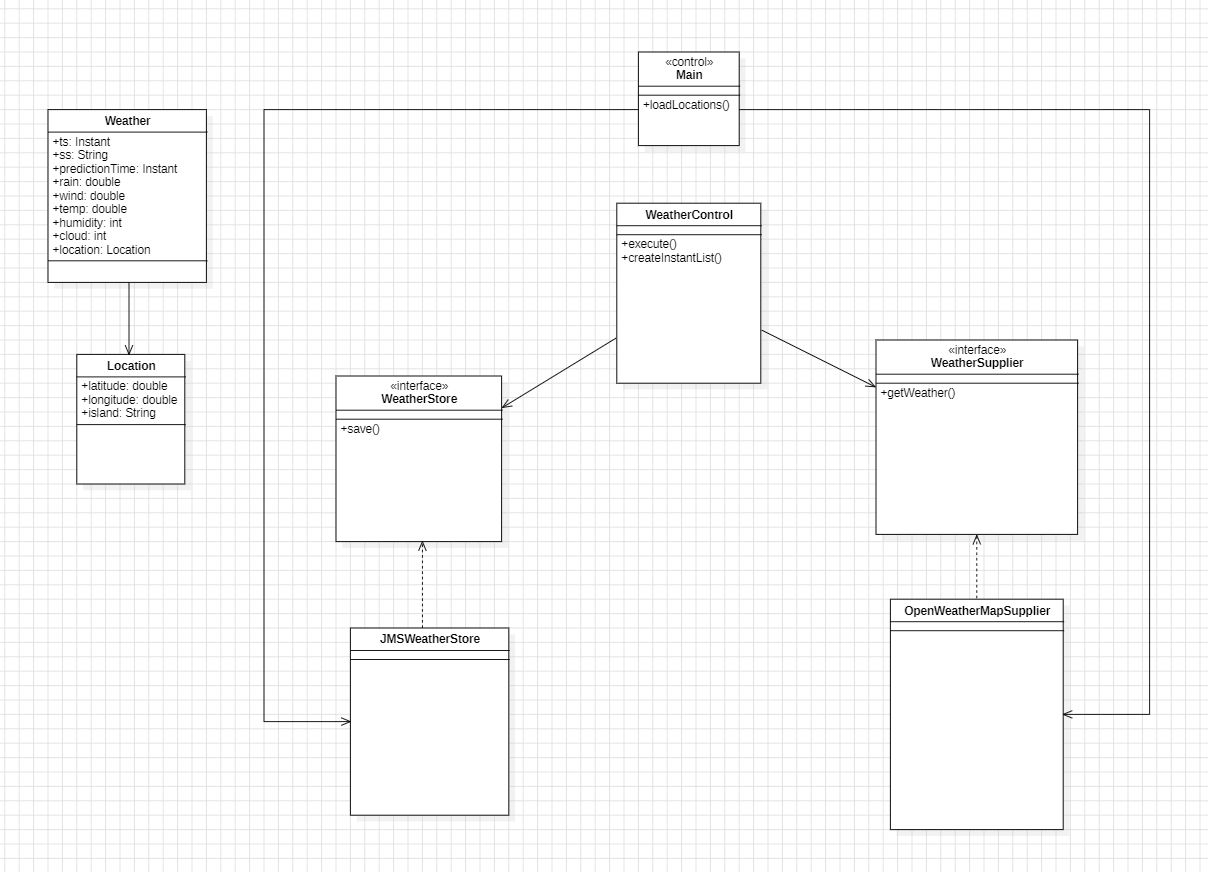 «control»
Main
+loadLocations()
Weather
+ts: Instant
+ss: String
+predictionTime: Instant
+rain: double
+wind: double
+temp: double
+humidity: int
+cloud: int
+location: Location
WeatherControl
+execute()
+createInstantList()
Location
+latitude: double
+longitude: double
+island: String
«interface»
WeatherStore
+save()
«interface»
WeatherSupplier
+getWeather()
JMSWeatherStore
OpenWeatherMapSupplier